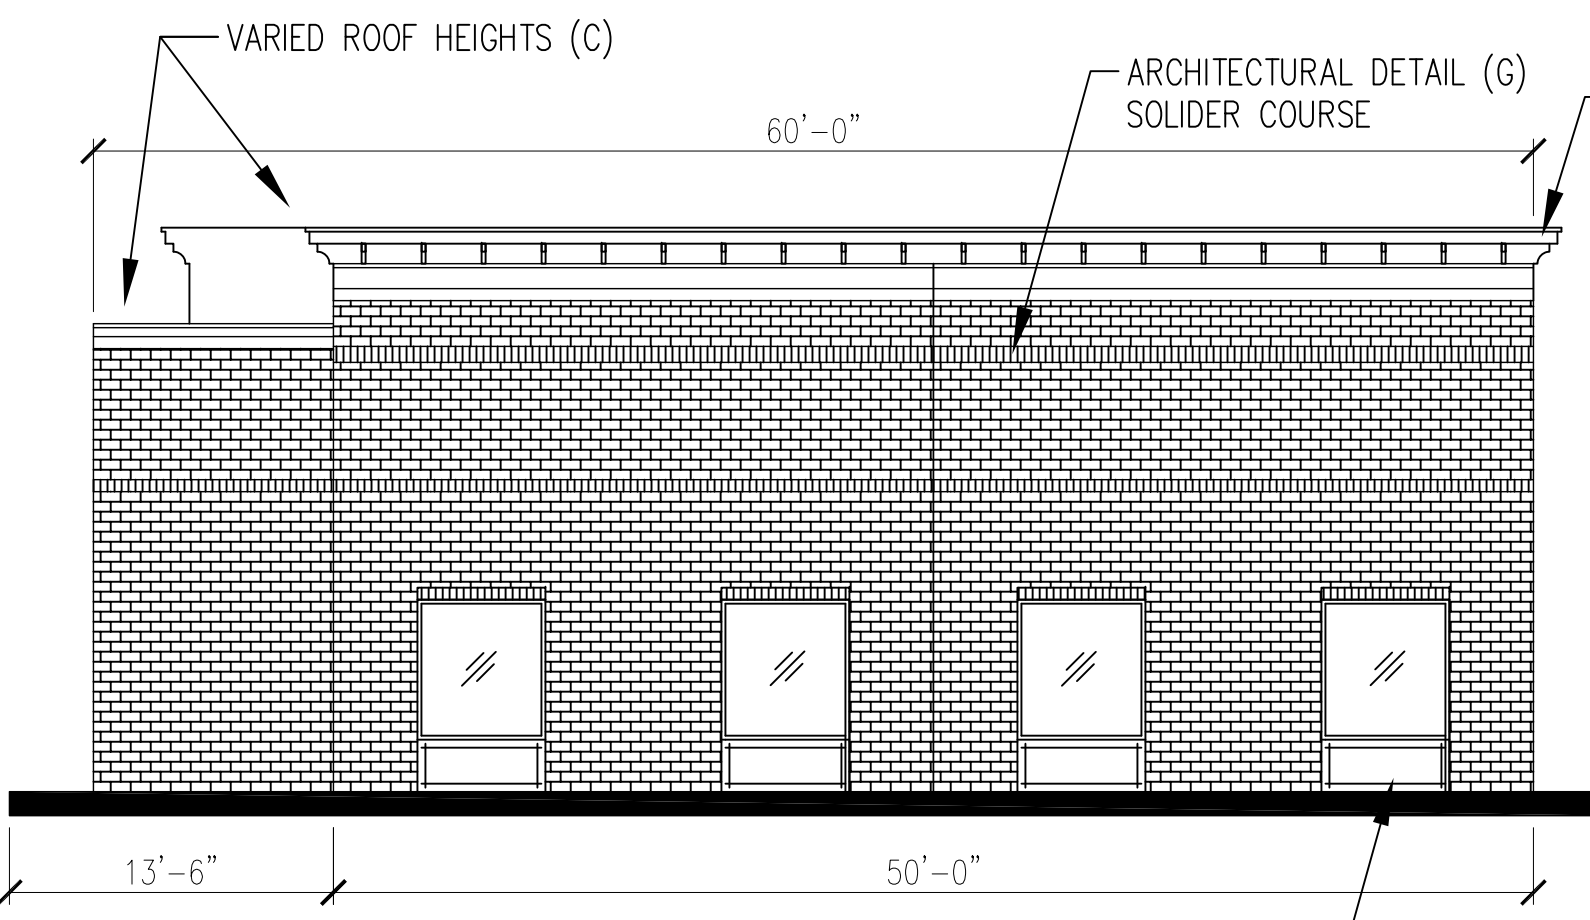 VARIED ROOF HEIGHTS (C)
ARCHITECTURAL DETAIL (G)
SOLIDER COURSE
60'-0"
13'-6"
50'-0"